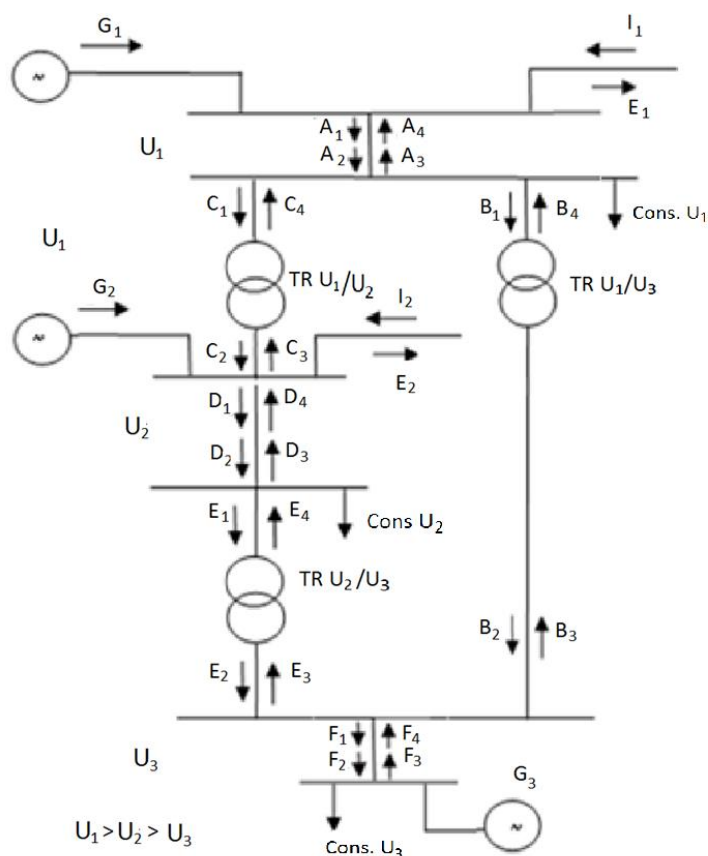 G₁
I₁
~
E₁
A₁ A₄
U₁
A₂ A₃
C₁ C₄
B₁ B₄
Cons. U₁
U₁
TR U₁/U₂
TR U₁/U₃
G₂
I₂
~
C₂ C₃
E₂
D₁ D₄
U₂
D₂ D₃
E₁ E₄
Cons U₂
TR U₂/U₃
B₂ B₃
E₂ E₃
F₁ F₄
U₃
F₂ F₃
G₃
~
U₁ > U₂ > U₃
Cons. U₃